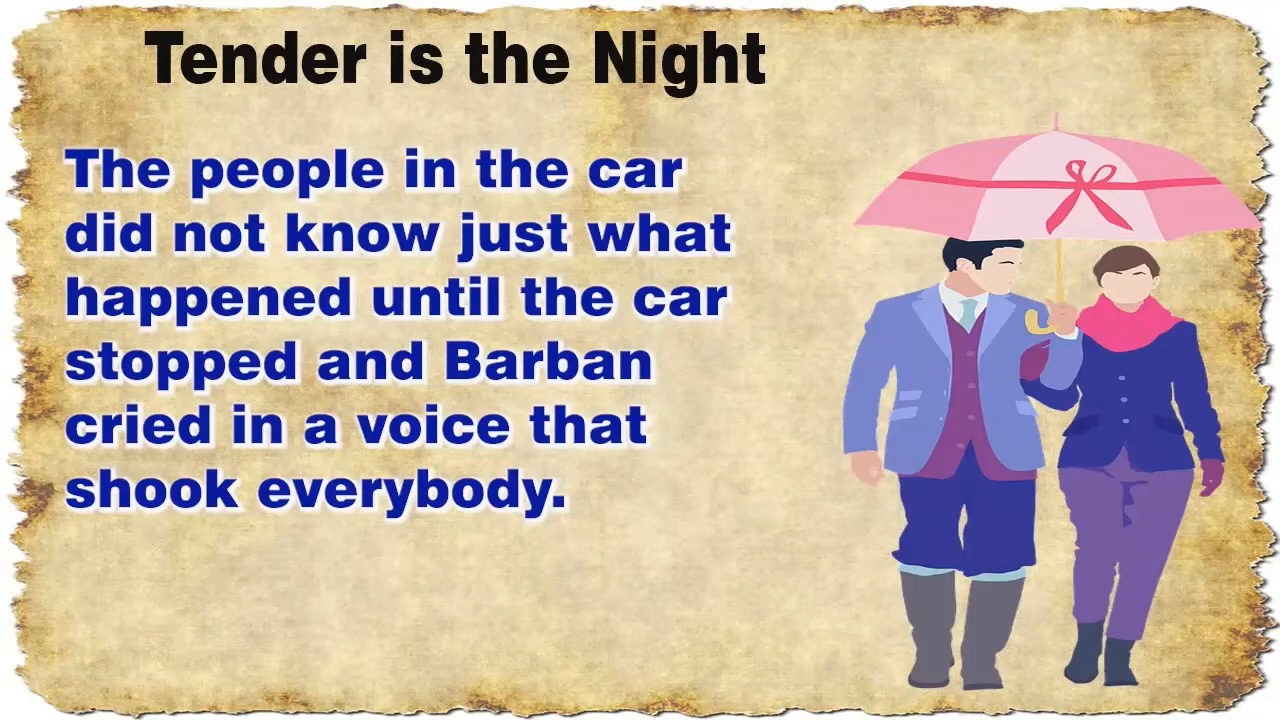 Tender is the Night
The people in the car
did not know just what
happened until the car
stopped and Barban
cried in a voice that
shook everybody.